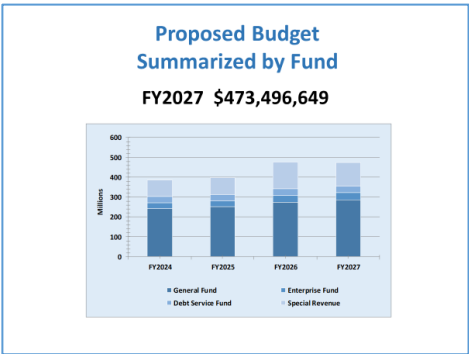 Proposed Budget
Summarized by Fund
FY2027 $473,496,649
600
500
400
300
200
100
0
Millions
FY2024 FY2025 FY2026 FY2027
General Fund Enterprise Fund
Debt Service Fund Special Revenue